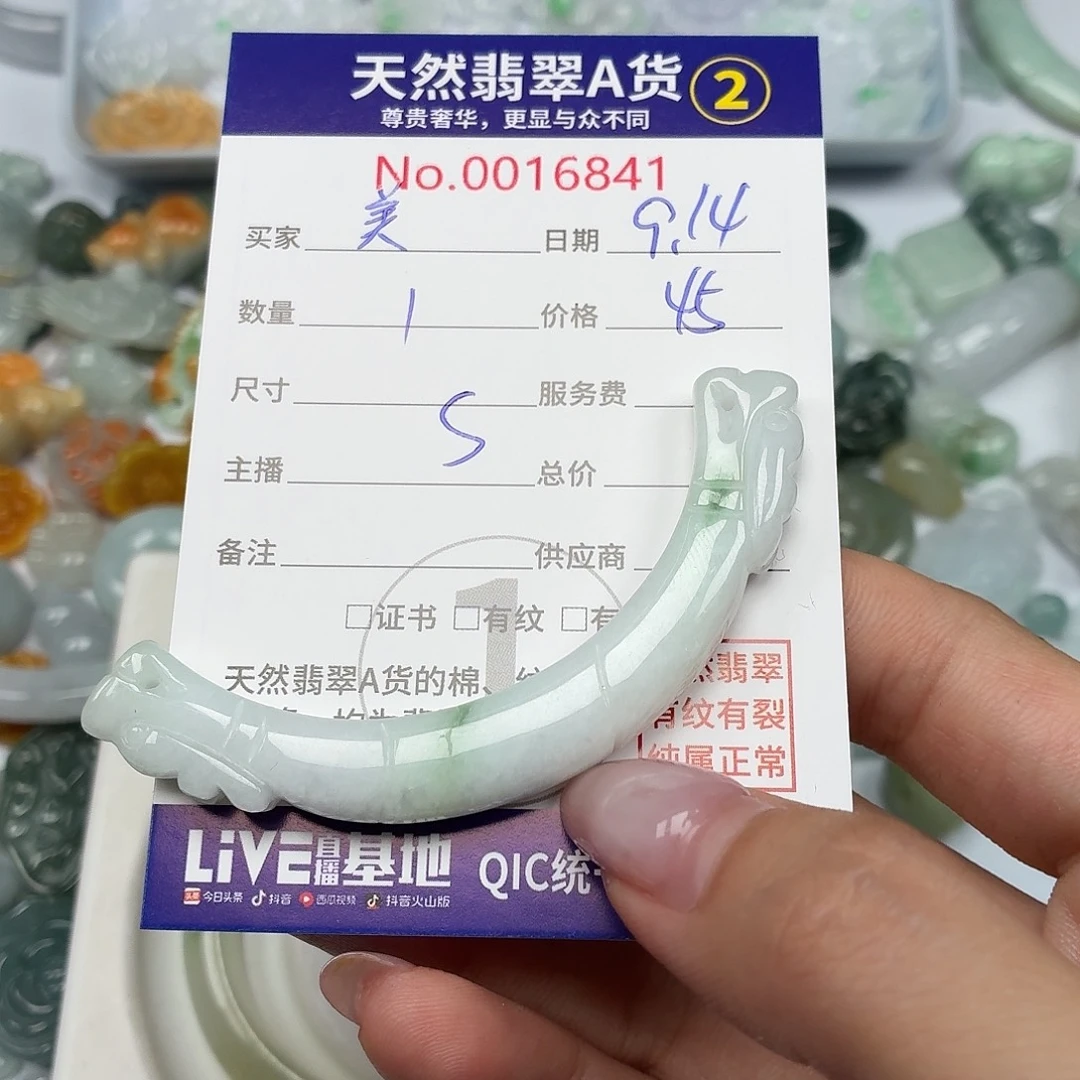 天然翡翠A货 2
尊贵奢华，更显与众不同
No.0016841
买家 美 日期 9.14
数量 1 价格 45
尺寸 服务费
S
主播 总价
备注 供应商
□证书 □有纹 □有
1
天然翡翠A货的棉、
翡翠
有纹有裂
纯属正常
LiVE直播基地 QIC统一
今日头条 抖音 西瓜视频 抖音火山版